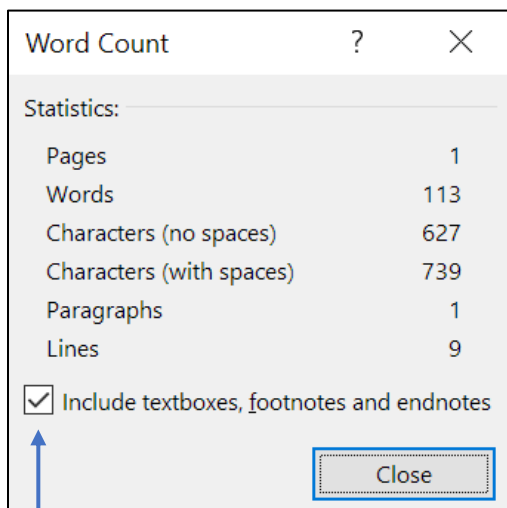 Word Count ? ×
Statistics:
Pages 1
Words 113
Characters (no spaces) 627
Characters (with spaces) 739
Paragraphs 1
Lines 9
Include textboxes, footnotes and endnotes
Close